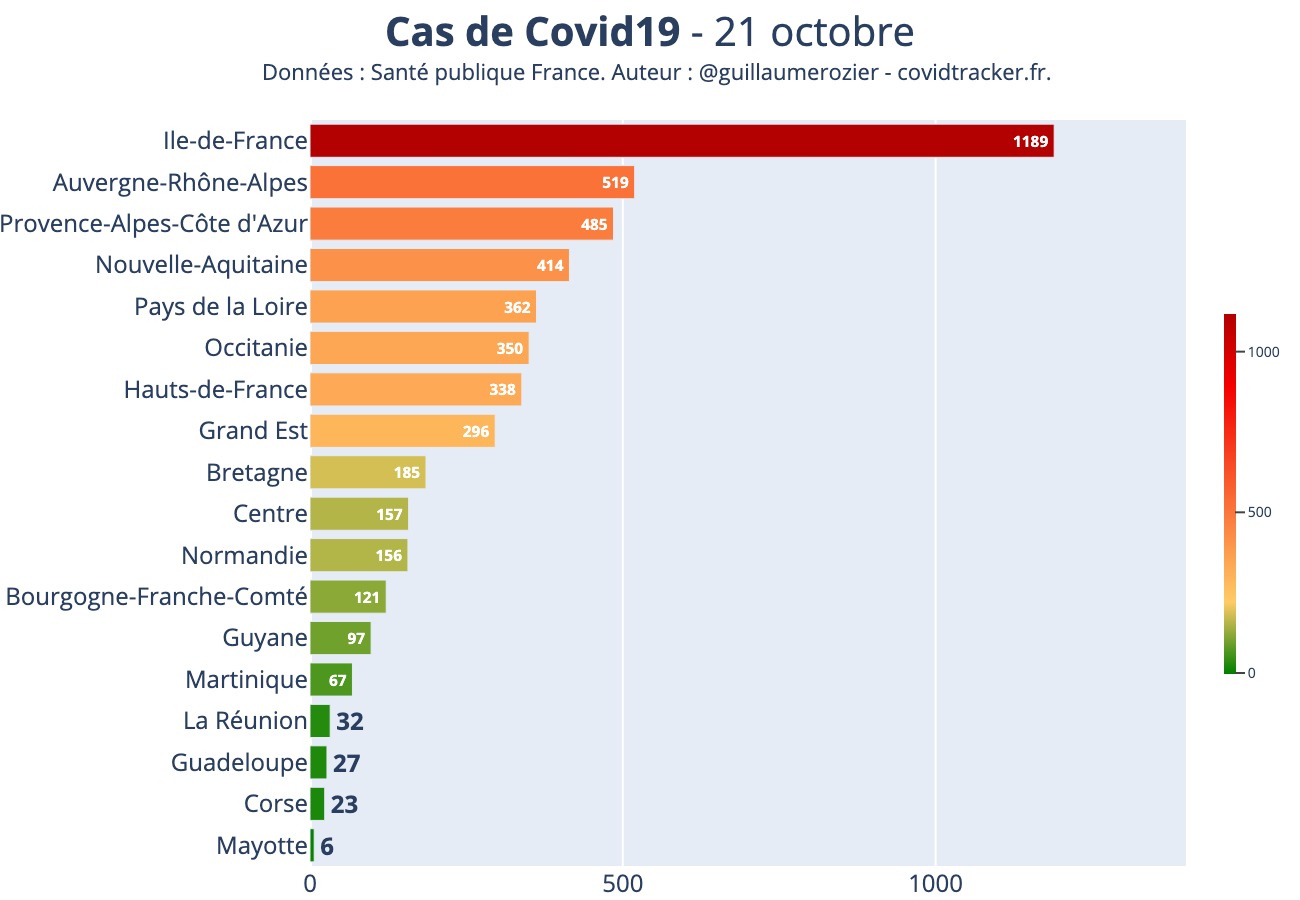 Cas de Covid19 - 21 octobre
Données : Santé publique France. Auteur : @guillaumerozier - covidtracker.fr.
Ile-de-France 1189
Auvergne-Rhône-Alpes 519
Provence-Alpes-Côte d'Azur 485
Nouvelle-Aquitaine 414
Pays de la Loire 362
Occitanie 350
Hauts-de-France 338
Grand Est 296
Bretagne 185
Centre 157
Normandie 156
Bourgogne-Franche-Comté 121
Guyane 97
Martinique 67
La Réunion 32
Guadeloupe 27
Corse 23
Mayotte 6
0 500 1000
1000
500
0